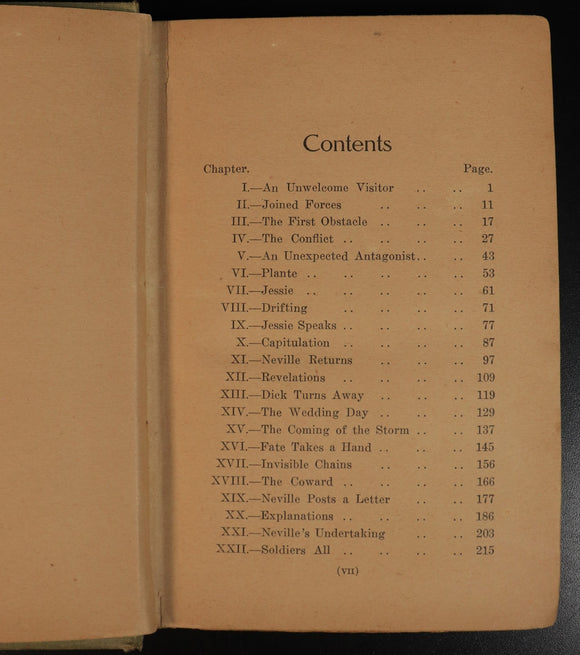 Contents
Chapter. Page.
I.—An Unwelcome Visitor .. .. 1
II.—Joined Forces .. .. .. 11
III.—The First Obstacle .. .. .. 17
IV.—The Conflict .. .. .. .. 27
V.—An Unexpected Antagonist .. .. 43
VI.—Plante .. .. .. .. .. 53
VII.—Jessie .. .. .. .. .. 61
VIII.—Drifting .. .. .. .. 71
IX.—Jessie Speaks .. .. .. .. 77
X.—Capitulation .. .. .. .. 87
XI.—Neville Returns .. .. .. 97
XII.—Revelations .. .. .. .. 109
XIII.—Dick Turns Away .. .. .. 119
XIV.—The Wedding Day .. .. .. 129
XV.—The Coming of the Storm .. .. 137
XVI.—Fate Takes a Hand .. .. .. 145
XVII.—Invisible Chains .. .. .. 156
XVIII.—The Coward .. .. .. .. 166
XIX.—Neville Posts a Letter .. .. 177
XX.—Explanations .. .. .. .. 186
XXI.—Neville's Undertaking .. .. 203
XXII.—Soldiers All .. .. .. .. 215
(VII)